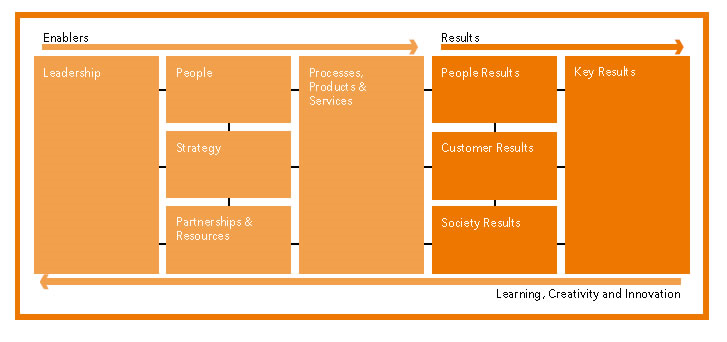 Enablers
Results
Leadership
People
Processes,
Products &
Services
People Results
Key Results
Strategy
Customer Results
Partnerships &
Resources
Society Results
Learning, Creativity and Innovation